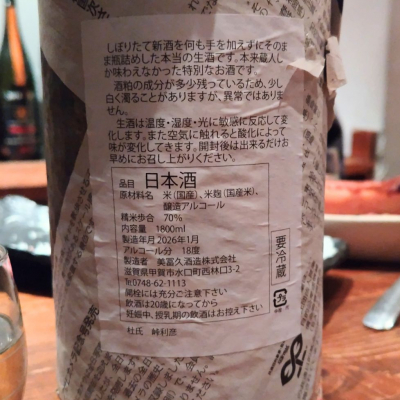 しぼりたて新酒を何も手を加えずにそのま
ま瓶詰めした本当の生酒です。本来蔵人し
か味わえなかった特別なお酒です。
酒粕の成分が多少残っているため、少し
白く濁ることがありますが、異常ではありま
せん。
生酒は温度・湿度・光に敏感に反応して変
化します。また空気に触れると酸化によって
味が変化してきます。開封後は出来るだけお
早めにお召し上がりください。
品目 日本酒
原材料名 米(国産)、米麹(国産米)、
醸造アルコール
精米歩合 70%
内容量 1800ml
製造年月 2026年1月
アルコール分 18度
製造者 美冨久酒造株式会社
滋賀県甲賀市水口町西林口3-2
℡0748-62-1113
開栓には充分ご注意下さい
飲酒は20歳になってから
妊娠中、授乳期の飲酒はお控え下さい
杜氏 峠利彦
要冷蔵